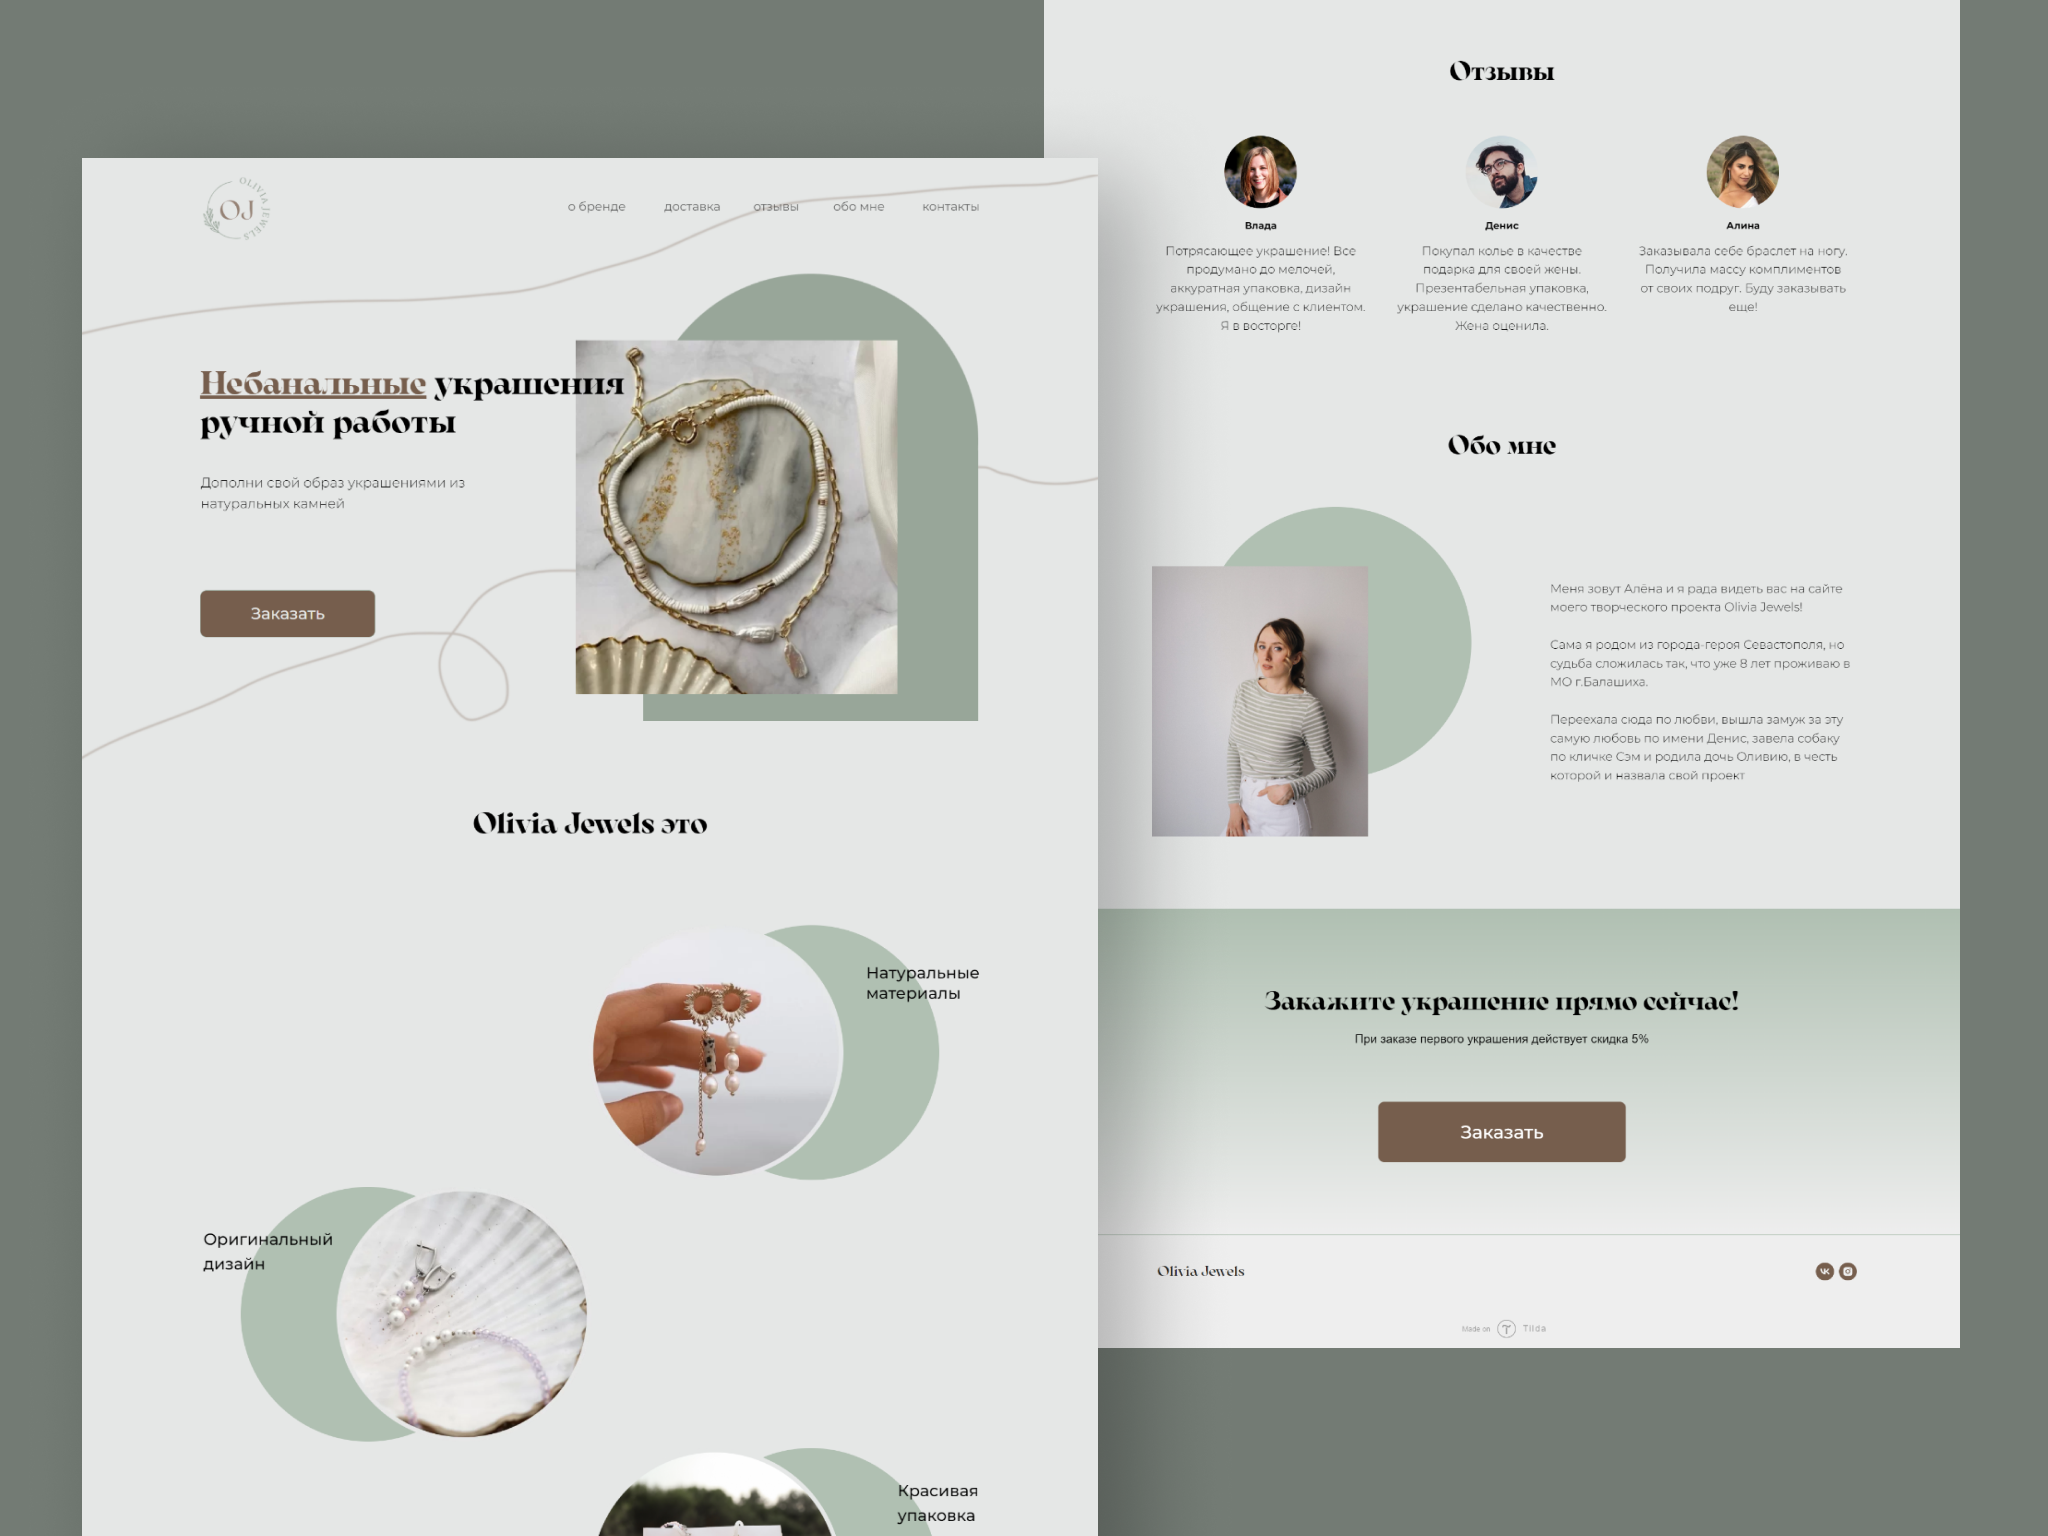 OLIVIA JEWELS
OJ
о бренде доставка отзывы обо мне контакты
Небанальные украшения
ручной работы
Дополни свой образ украшениями из
натуральных камней
Заказать
Olivia Jewels это
Натуральные
материалы
Оригинальный
дизайн
Красивая
упаковка
Отзывы
Влада
Потрясающее украшение! Все
продумано до мелочей,
аккуратная упаковка, дизайн
украшения, общение с клиентом.
Я в восторге!
Денис
Покупал колье в качестве
подарка для своей жены.
Презентабельная упаковка,
украшение сделано качественно.
Жена оценила.
Алина
Заказывала себе браслет на ногу.
Получила массу комплиментов
от своих подруг. Буду заказывать
еще!
Обо мне
Меня зовут Алёна и я рада видеть вас на сайте
моего творческого проекта Olivia Jewels!
Сама я родом из города-героя Севастополя, но
судьба сложилась так, что уже 8 лет проживаю в
МО г.Балашиха.
Переехала сюда по любви, вышла замуж за эту
самую любовь по имени Денис, завела собаку
по кличке Сэм и родила дочь Оливию, в честь
которой и назвала свой проект
Закажите украшение прямо сейчас!
При заказе первого украшения действует скидка 5%
Заказать
Olivia Jewels
Made on Tilda